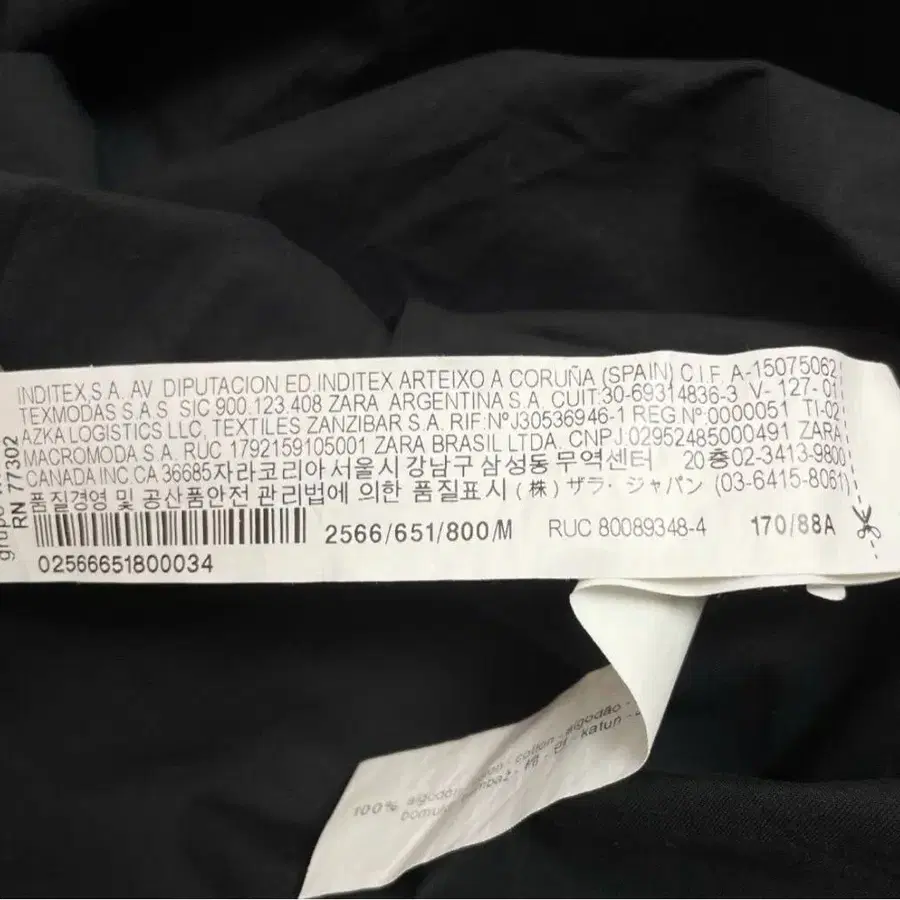 INDITEX,S.A. AV DIPUTACION ED.INDITEX ARTEIXO A CORUÑA (SPAIN) C.I.F. A-15075062
TEXMODAS S.A.S SIC 900.123.408 ZARA ARGENTINA S.A. CUIT:30-69314836-3 V-127-01
AZKA LOGISTICS LLC, TEXTILES ZANZIBAR S.A. RIF:Nº J30536946-1 REG.Nº 0000051 TI-02
MACROMODA S.A. RUC 1792159105001 ZARA BRASIL LTDA. CNPJ.02952485000491 ZARA
CANADA INC.CA 36685자라코리아 서울시 강남구 삼성동 무역센터 20 층02-3413-9800
품질경영 및 공산품안전 관리법에 의한 품질표시 (株) ザラ・ジャパン (03-6415-8061)
RN 77302
2566/651/800/M RUC 80089348-4 170/88A
02566651800034
100% algodón cotton - algodão -
katun -